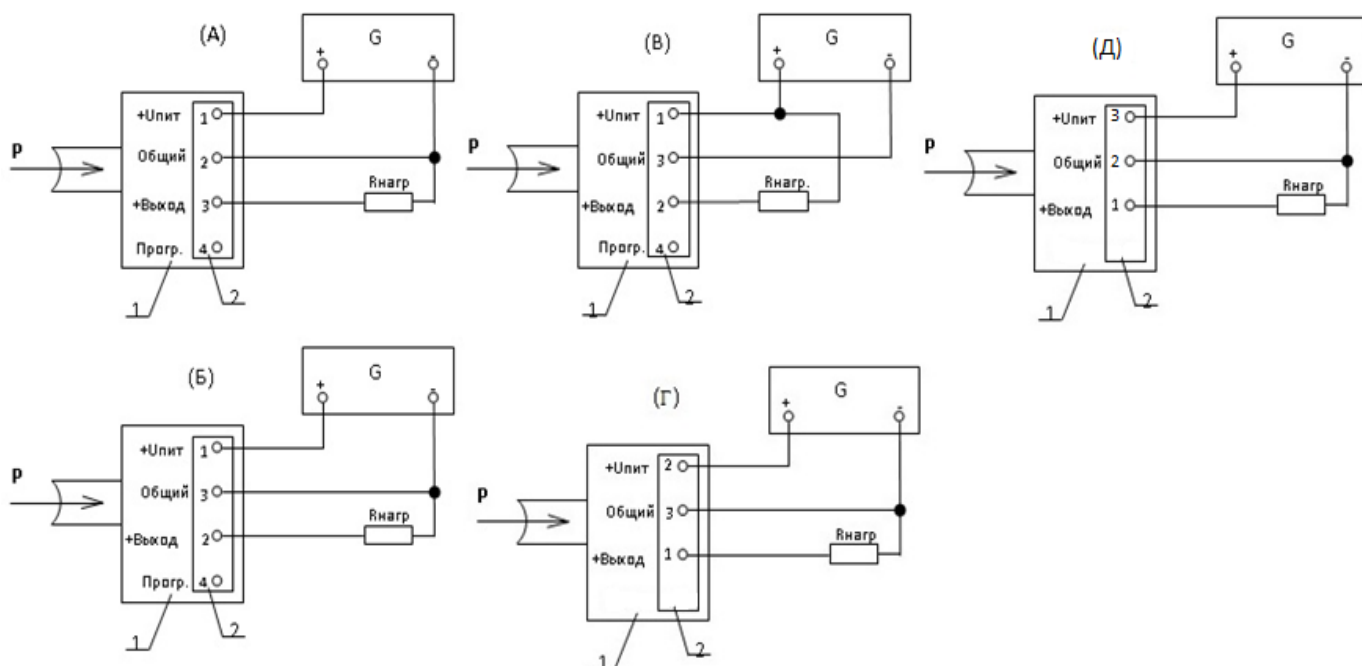 (А)
G
+ -
+Uпит 1
Общий 2
+Выход 3
Прогр. 4
P
Rнагр
1 2
(В)
G
+ -
+Uпит 1
Общий 3
+Выход 2
Прогр. 4
P
Rнагр.
1 2
(Д)
G
+ -
+Uпит 3
Общий 2
+Выход 1
P
Rнагр
1 2
(Б)
G
+ -
+Uпит 1
Общий 3
+Выход 2
Прогр. 4
P
Rнагр
1 2
(Г)
G
+ -
+Uпит 2
Общий 3
+Выход 1
P
Rнагр
1 2